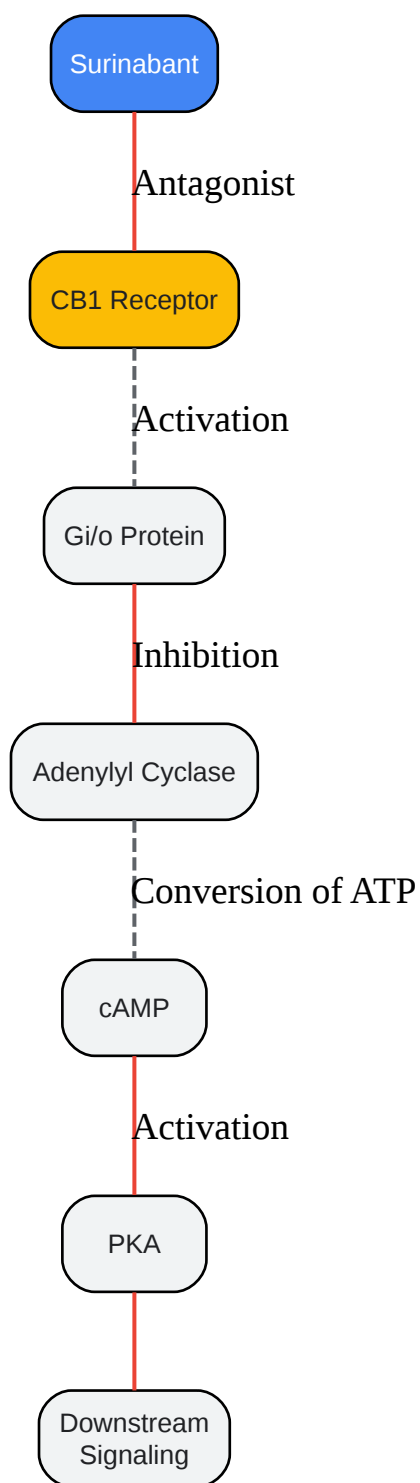 Surinabant
Antagonist
CB1 Receptor
Activation
Gi/o Protein
Inhibition
Adenylyl Cyclase
Conversion of ATP
cAMP
Activation
PKA
Downstream
Signaling